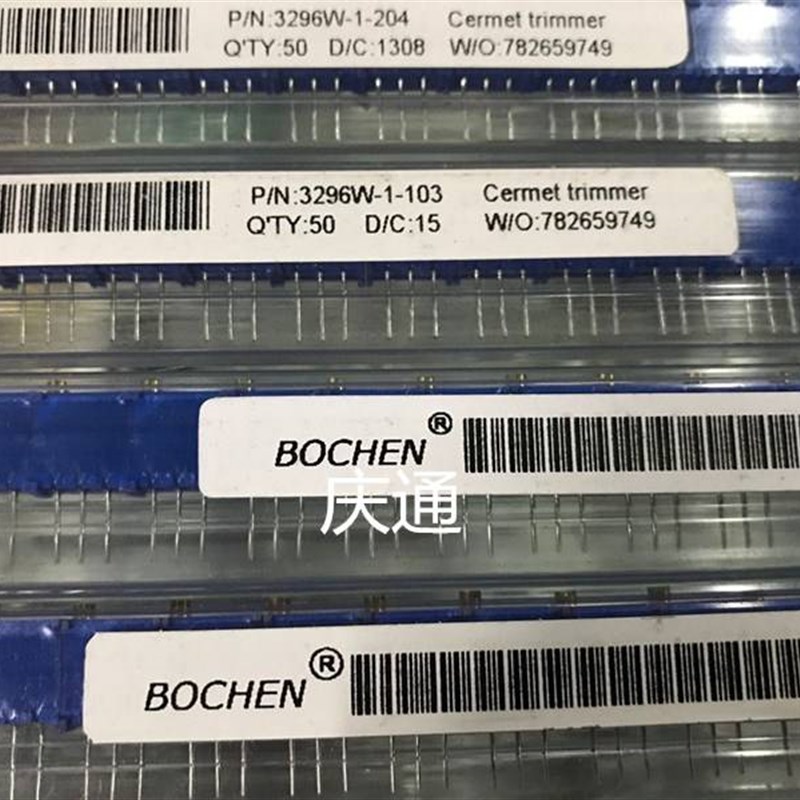 P/N:3296W-1-204 Cermet trimmer
Q'TY:50 D/C:1308 W/O:782659749
P/N:3296W-1-103 Cermet trimmer
Q'TY:50 D/C:15 W/O:782659749
BOCHEN®
庆通
BOCHEN®